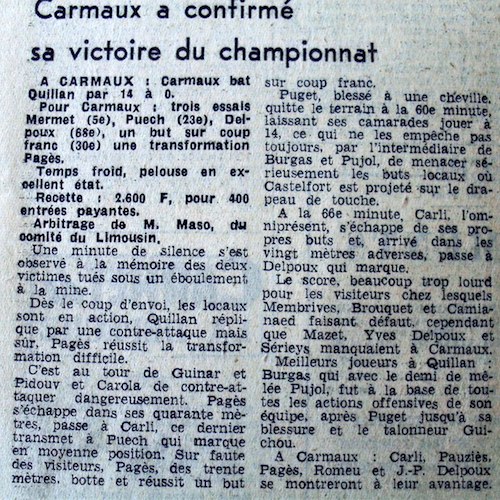 Carmaux a confirmé
sa victoire du championnat
A CARMAUX : Carmaux bat
Quillan par 14 à 0.
Pour Carmaux : trois essais
Mermet (5e), Puech (23e), Del-
poux (68e), un but sur coup
franc (30e) une transformation
Pagès.
Temps froid, pelouse en ex-
cellent état.
Recette : 2.600 F, pour 400
entrées payantes.
Arbitrage de M. Maso, du
comité du Limousin.
Une minute de silence s'est
observé à la mémoire des deux
victimes tués sous un éboulement
à la mine.
Dès le coup d'envoi, les locaux
sont en action, Quillan répli-
que par une contre-attaque mais
sur, Pagès réussit la transfor-
mation difficile.
C'est au tour de Guinar et
Pidouy et Carola de contre-at-
taquer dangereusement. Pagès
s'échappe dans ses quarante mè-
tres, passe à Carli, ce dernier
transmet à Puech qui marque
en moyenne position. Sur faute
des visiteurs, Pagès, des trente
mètres, botte et réussit un but
sur coup franc.
Puget, blessé à une cheville,
quitte le terrain à la 60e minute,
laissant ses camarades jouer à
14, ce qui ne les empêche pas
toujours, par l'intermédiaire de
Burgas et Pujol, de menacer sé-
rieusement les buts locaux où
Castelfort est projeté sur le dra-
peau de touche.
A la 66e minute, Carli, l'om-
niprésent, s'échappe de ses pro-
pres buts et, arrivé dans les
vingt mètres adverses, passe à
Delpoux qui marque.
Le score, beaucoup trop lourd
pour les visiteurs chez lesquels
Membrives, Brouquet et Camia-
naed faisant défaut, cependant
que Mazet, Yves Delpoux et
Sérieys manquaient à Carmaux.
Meilleurs joueurs à Quillan :
Burgas qui avec le demi de mê-
lée Pujol, fut à la base de tou-
tes les actions offensives de son
équipe, après Puget jusqu'à sa
blessure et le talonneur Gui-
chou.
A Carmaux : Carli, Pauziès,
Pagès, Romeu et J.-P. Delpoux
se montreront à leur avantage.